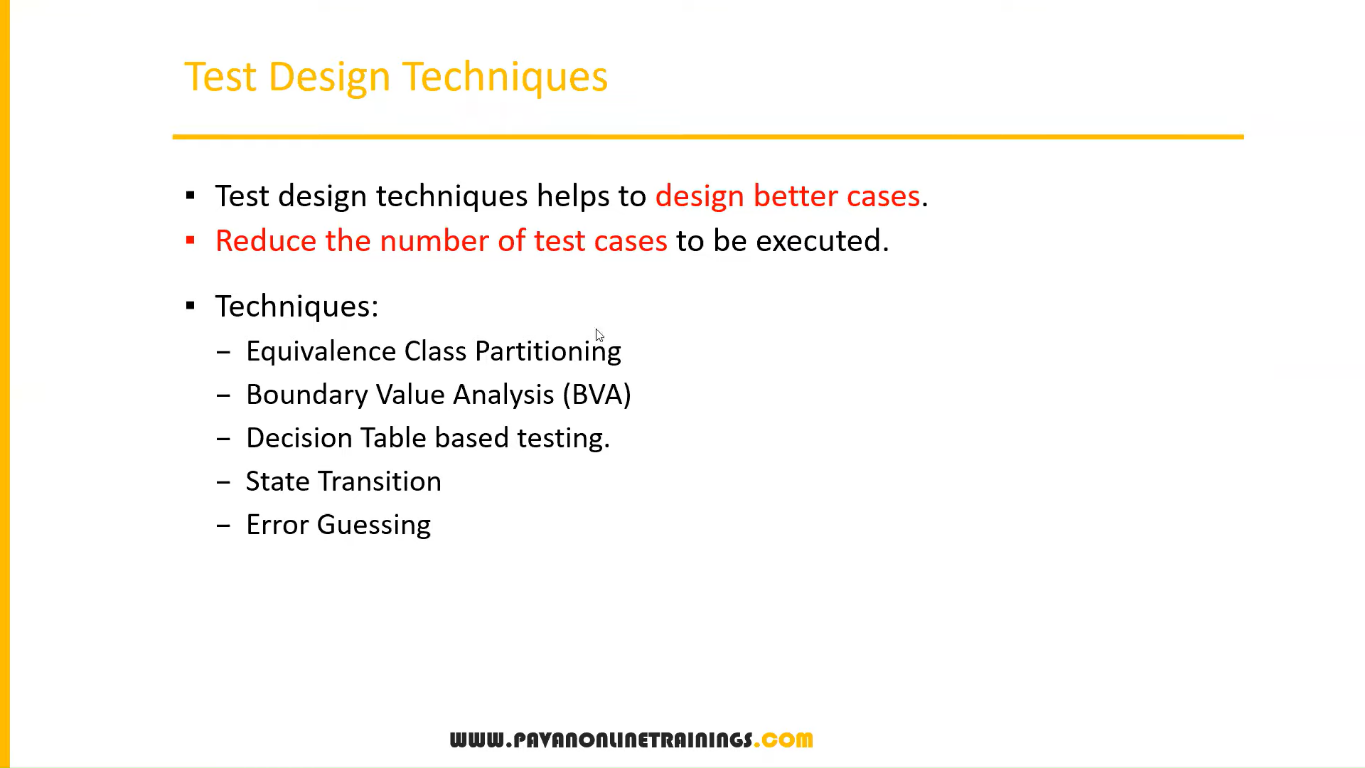 Test Design Techniques
▪ Test design techniques helps to design better cases.
▪ Reduce the number of test cases to be executed.
▪ Techniques:
– Equivalence Class Partitioning
– Boundary Value Analysis (BVA)
– Decision Table based testing.
– State Transition
– Error Guessing
WWW.PAVANONLINETRAININGS.COM